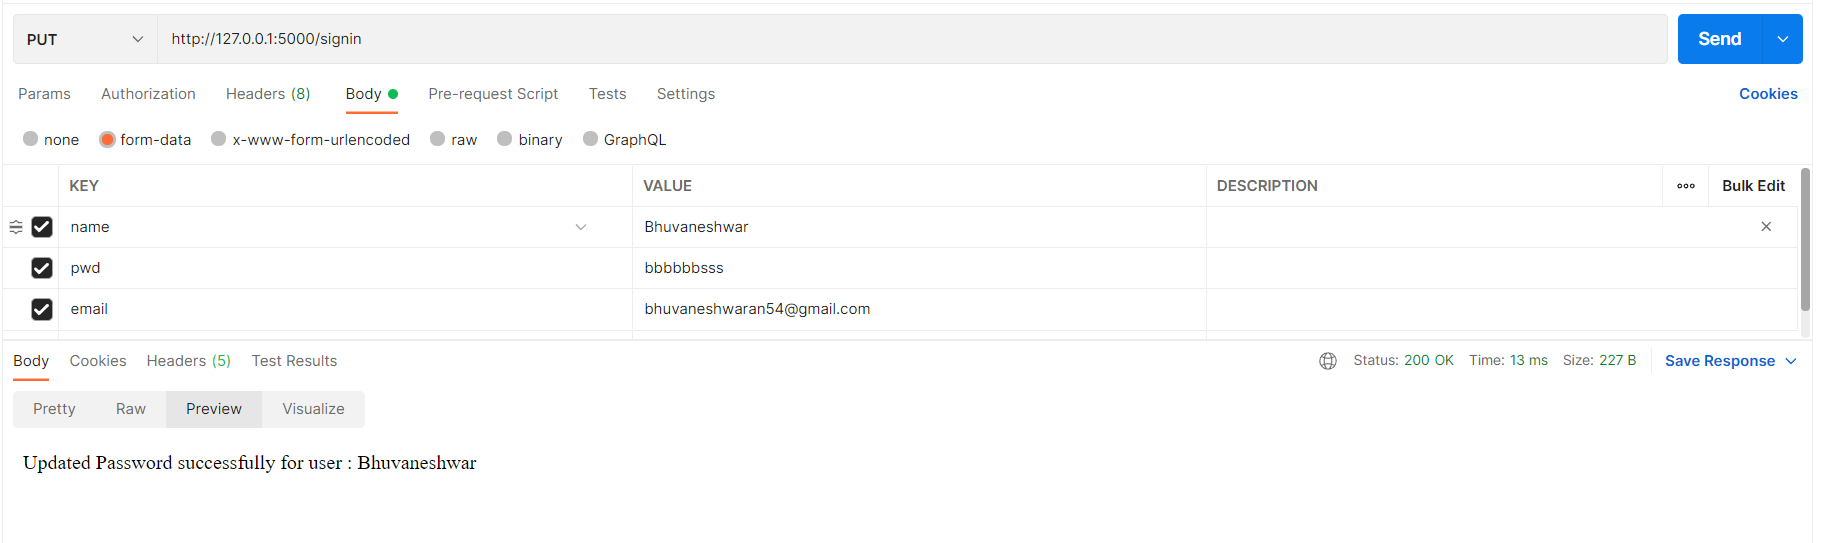 PUT http://127.0.0.1:5000/signin Send
Params Authorization Headers (8) Body Pre-request Script Tests Settings Cookies
none form-data x-www-form-urlencoded raw binary GraphQL
KEY VALUE DESCRIPTION Bulk Edit
name Bhuvaneshwar
pwd bbbbbbsss
email bhuvaneshwaran54@gmail.com
Body Cookies Headers (5) Test Results Status: 200 OK Time: 13 ms Size: 227 B Save Response
Pretty Raw Preview Visualize
Updated Password successfully for user : Bhuvaneshwar